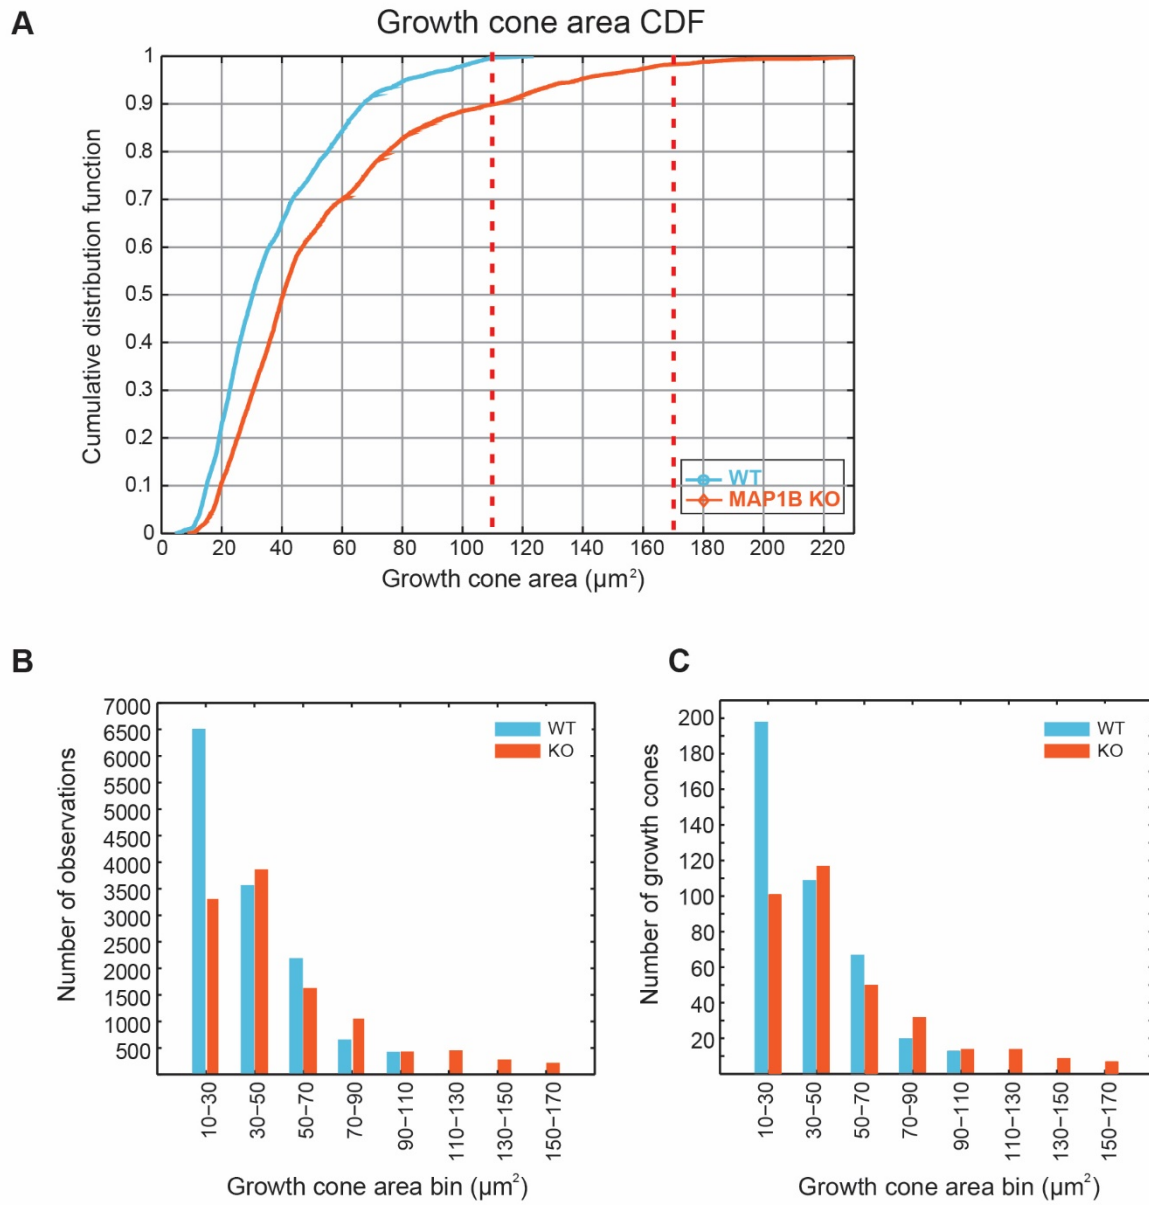 A
Growth cone area CDF
1
0.9
0.8
0.7
0.6
0.5
0.4
0.3
0.2
0.1
0
Cumulative distribution function
WT
MAP1B KO
0 20 40 60 80 100 120 140 160 180 200 220
Growth cone area (μm²)
B
7000
6500
6000
5500
5000
4500
4000
3500
3000
2500
2000
1500
1000
500
Number of observations
WT
KO
10–30 30–50 50–70 70–90 90–110 110–130 130–150 150–170
Growth cone area bin (μm²)
C
200
180
160
140
120
100
80
60
40
20
Number of growth cones
WT
KO
10–30 30–50 50–70 70–90 90–110 110–130 130–150 150–170
Growth cone area bin (μm²)